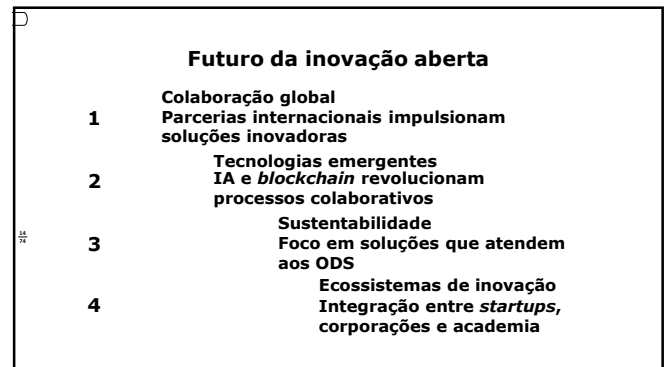 Futuro da inovação aberta
Colaboração global
1 Parcerias internacionais impulsionam
soluções inovadoras
Tecnologias emergentes
2 IA e blockchain revolucionam
processos colaborativos
Sustentabilidade
14
74
3 Foco em soluções que atendem
aos ODS
Ecossistemas de inovação
4 Integração entre startups,
corporações e academia